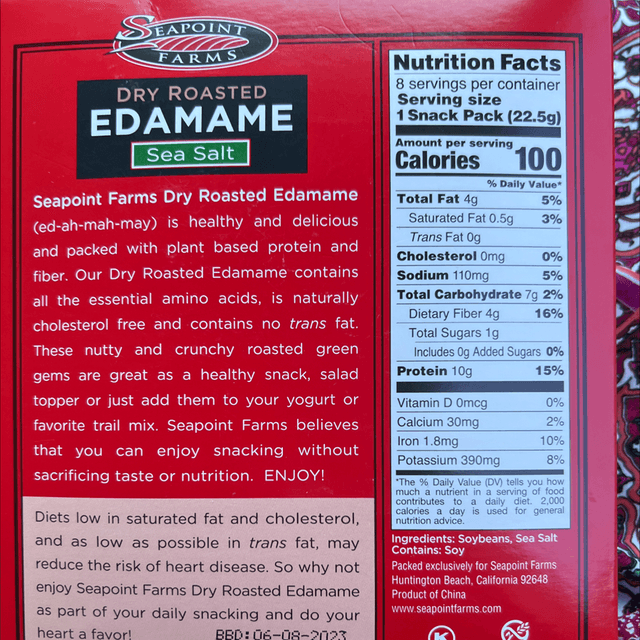 SEAPOINT
FARMS
DRY ROASTED
EDAMAME
Sea Salt
Seapoint Farms Dry Roasted Edamame
(ed-ah-mah-may) is healthy and delicious
and packed with plant based protein and
fiber. Our Dry Roasted Edamame contains
all the essential amino acids, is naturally
cholesterol free and contains no trans fat.
These nutty and crunchy roasted green
gems are great as a healthy snack, salad
topper or just add them to your yogurt or
favorite trail mix. Seapoint Farms believes
that you can enjoy snacking without
sacrificing taste or nutrition. ENJOY!
Diets low in saturated fat and cholesterol,
and as low as possible in trans fat, may
reduce the risk of heart disease. So why not
enjoy Seapoint Farms Dry Roasted Edamame
as part of your daily snacking and do your
heart a favor! BBD:06-08-2023
Nutrition Facts
8 servings per container
Serving size
1 Snack Pack (22.5g)
Amount per serving
Calories 100
% Daily Value*
Total Fat 4g 5%
Saturated Fat 0.5g 3%
Trans Fat 0g
Cholesterol 0mg 0%
Sodium 110mg 5%
Total Carbohydrate 7g 2%
Dietary Fiber 4g 16%
Total Sugars 1g
Includes 0g Added Sugars 0%
Protein 10g 15%
Vitamin D 0mcg 0%
Calcium 30mg 2%
Iron 1.8mg 10%
Potassium 390mg 8%
*The % Daily Value (DV) tells you how
much a nutrient in a serving of food
contributes to a daily diet. 2,000
calories a day is used for general
nutrition advice.
Ingredients: Soybeans, Sea Salt
Contains: Soy
Packed exclusively for Seapoint Farms
Huntington Beach, California 92648
Product of China
www.seapointfarms.com
K